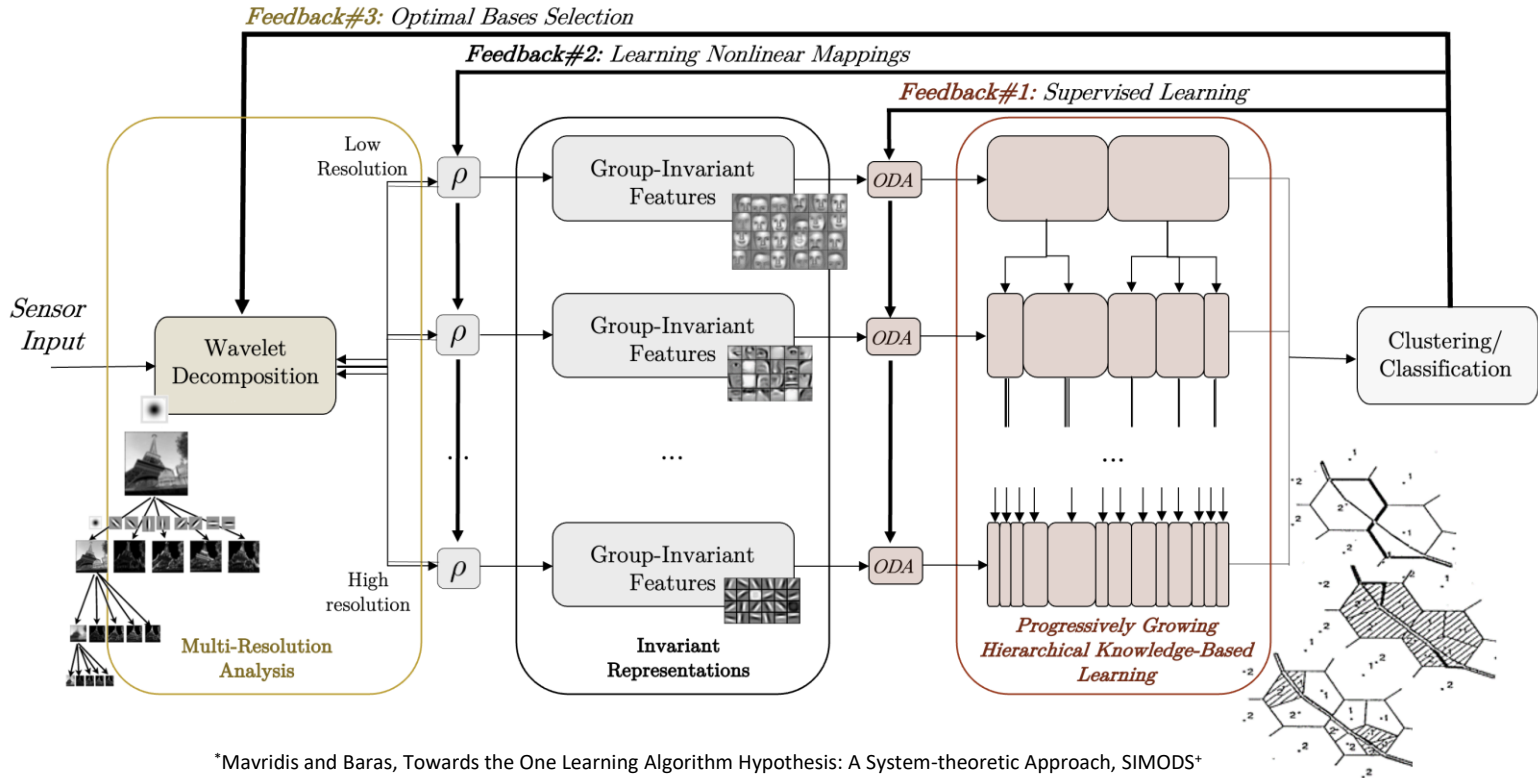 Feedback#3: Optimal Bases Selection
Feedback#2: Learning Nonlinear Mappings
Feedback#1: Supervised Learning
Low
Resolution
ρ
Group-Invariant
Features
ODA
Sensor
Input
Wavelet
Decomposition
ρ
Group-Invariant
Features
ODA
Clustering/
Classification
...
...
...
High
resolution
ρ
Group-Invariant
Features
ODA
Multi-Resolution
Analysis
Invariant
Representations
Progressively Growing
Hierarchical Knowledge-Based
Learning
*Mavridis and Baras, Towards the One Learning Algorithm Hypothesis: A System-theoretic Approach, SIMODS+